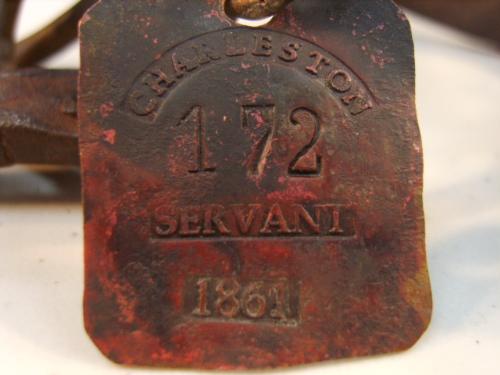 CHARLESTON
172
SERVANT
1861